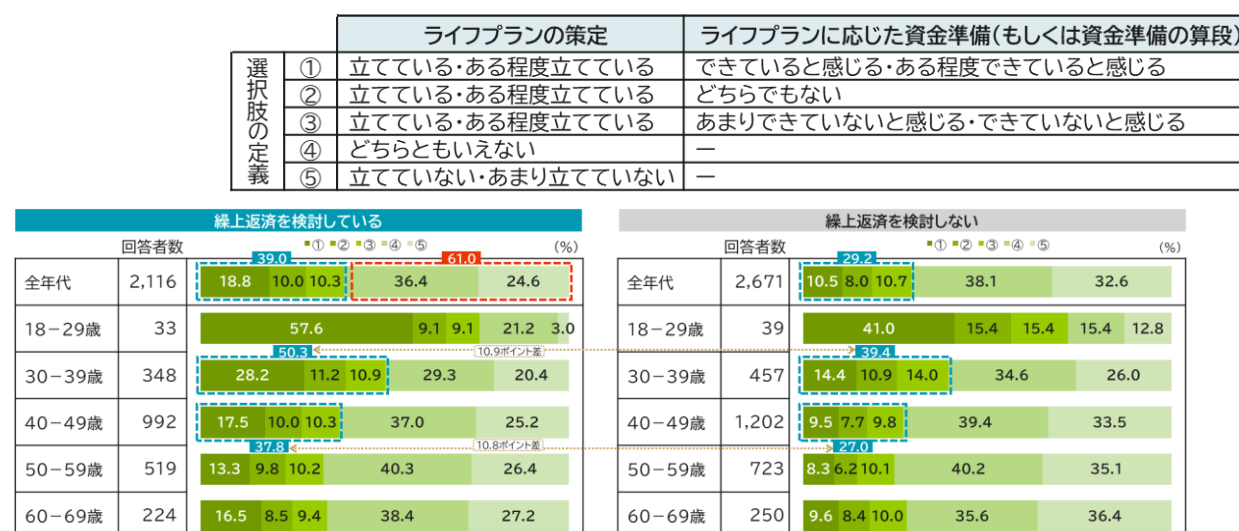 ライフプランの策定 ライフプランに応じた資金準備(もしくは資金準備の算段)
選択肢の定義
① 立てている・ある程度立てている できていると感じる・ある程度できていると感じる
② 立てている・ある程度立てている どちらでもない
③ 立てている・ある程度立てている あまりできていないと感じる・できていないと感じる
④ どちらともいえない ー
⑤ 立てていない・あまり立てていない ー
繰上返済を検討している
回答者数 ① ② ③ ④ ⑤ (%)
39.0 61.0
全年代 2,116 18.8 10.0 10.3 36.4 24.6
18－29歳 33 57.6 9.1 9.1 21.2 3.0
50.3 10.9ポイント差
30－39歳 348 28.2 11.2 10.9 29.3 20.4
40－49歳 992 17.5 10.0 10.3 37.0 25.2
37.8 10.8ポイント差
50－59歳 519 13.3 9.8 10.2 40.3 26.4
60－69歳 224 16.5 8.5 9.4 38.4 27.2
繰上返済を検討しない
回答者数 ① ② ③ ④ ⑤ (%)
29.2
全年代 2,671 10.5 8.0 10.7 38.1 32.6
18－29歳 39 41.0 15.4 15.4 15.4 12.8
39.4
30－39歳 457 14.4 10.9 14.0 34.6 26.0
40－49歳 1,202 9.5 7.7 9.8 39.4 33.5
27.0
50－59歳 723 8.3 6.2 10.1 40.2 35.1
60－69歳 250 9.6 8.4 10.0 35.6 36.4